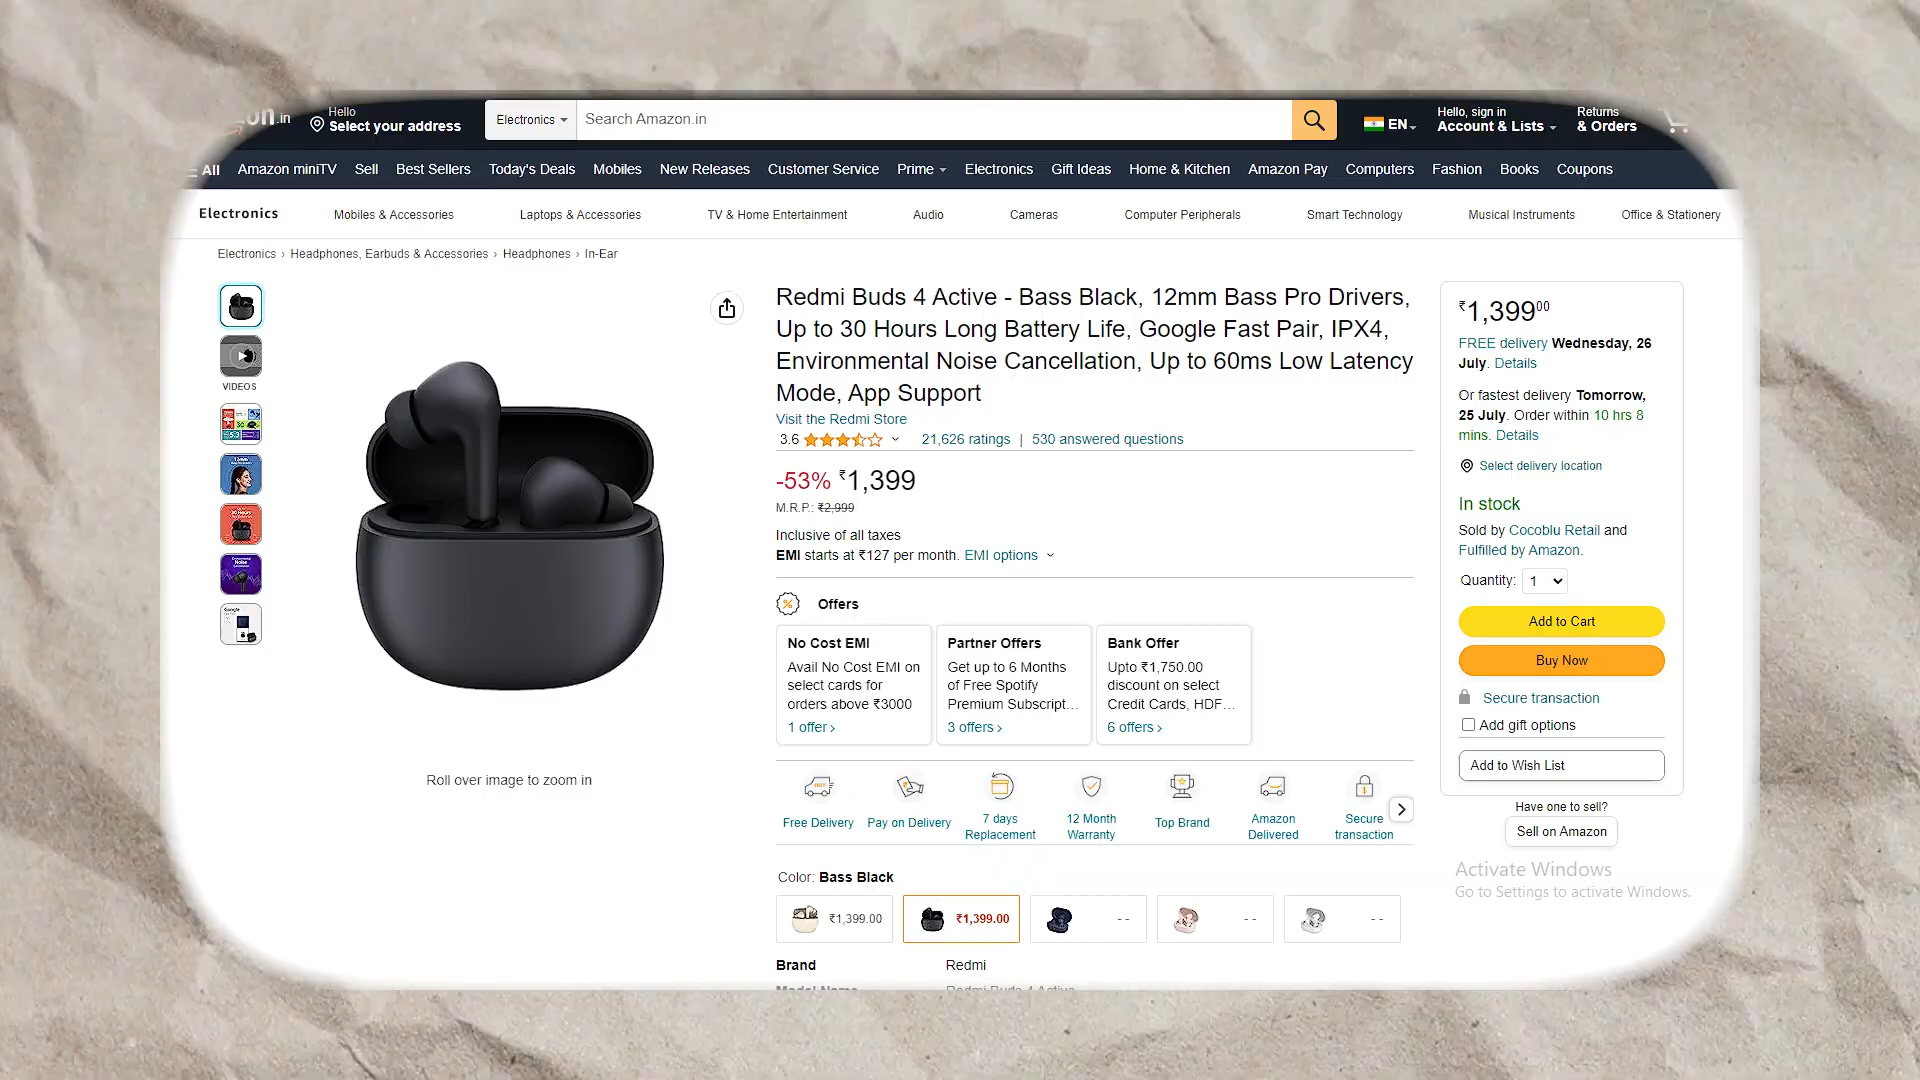 .in
Hello
Select your address
Electronics
Search Amazon.in
EN
Hello, sign in
Account & Lists
Returns
& Orders
All
Amazon miniTV
Sell
Best Sellers
Today's Deals
Mobiles
New Releases
Customer Service
Prime
Electronics
Gift Ideas
Home & Kitchen
Amazon Pay
Computers
Fashion
Books
Coupons
Electronics
Mobiles & Accessories
Laptops & Accessories
TV & Home Entertainment
Audio
Cameras
Computer Peripherals
Smart Technology
Musical Instruments
Office & Stationery
Electronics › Headphones, Earbuds & Accessories › Headphones › In-Ear
VIDEOS
Roll over image to zoom in
Redmi Buds 4 Active - Bass Black, 12mm Bass Pro Drivers,
Up to 30 Hours Long Battery Life, Google Fast Pair, IPX4,
Environmental Noise Cancellation, Up to 60ms Low Latency
Mode, App Support
Visit the Redmi Store
3.6
21,626 ratings | 530 answered questions
-53% ₹1,399
M.R.P.: ₹2,999
Inclusive of all taxes
EMI starts at ₹127 per month. EMI options
Offers
No Cost EMI
Avail No Cost EMI on
select cards for
orders above ₹3000
1 offer ›
Partner Offers
Get up to 6 Months
of Free Spotify
Premium Subscript…
3 offers ›
Bank Offer
Upto ₹1,750.00
discount on select
Credit Cards, HDF…
6 offers ›
Free Delivery
Pay on Delivery
7 days
Replacement
12 Month
Warranty
Top Brand
Amazon
Delivered
Secure
transaction
Color: Bass Black
₹1,399.00
₹1,399.00
- -
- -
- -
Brand
Redmi
Model Name
Redmi Buds 4 Active
₹1,399 00
FREE delivery Wednesday, 26
July. Details
Or fastest delivery Tomorrow,
25 July. Order within 10 hrs 8
mins. Details
Select delivery location
In stock
Sold by Cocoblu Retail and
Fulfilled by Amazon.
Quantity: 1
Add to Cart
Buy Now
Secure transaction
Add gift options
Add to Wish List
Have one to sell?
Sell on Amazon
Activate Windows
Go to Settings to activate Windows.